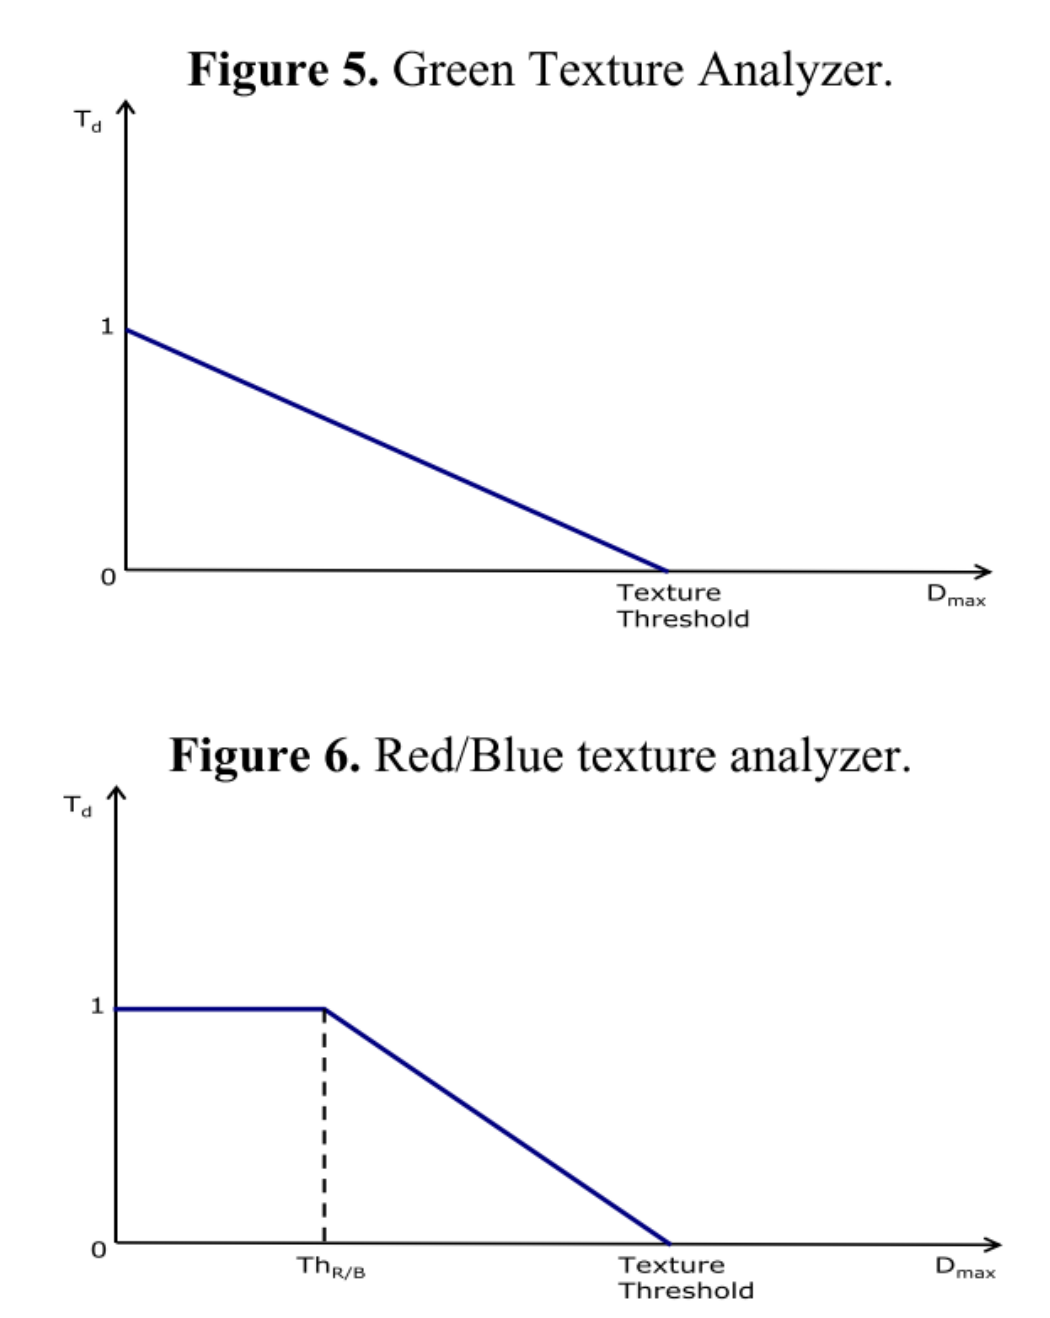 Figure 5. Green Texture Analyzer.
Td
1
0
Texture
Threshold
Dmax
Figure 6. Red/Blue texture analyzer.
Td
1
0
ThR/B
Texture
Threshold
Dmax